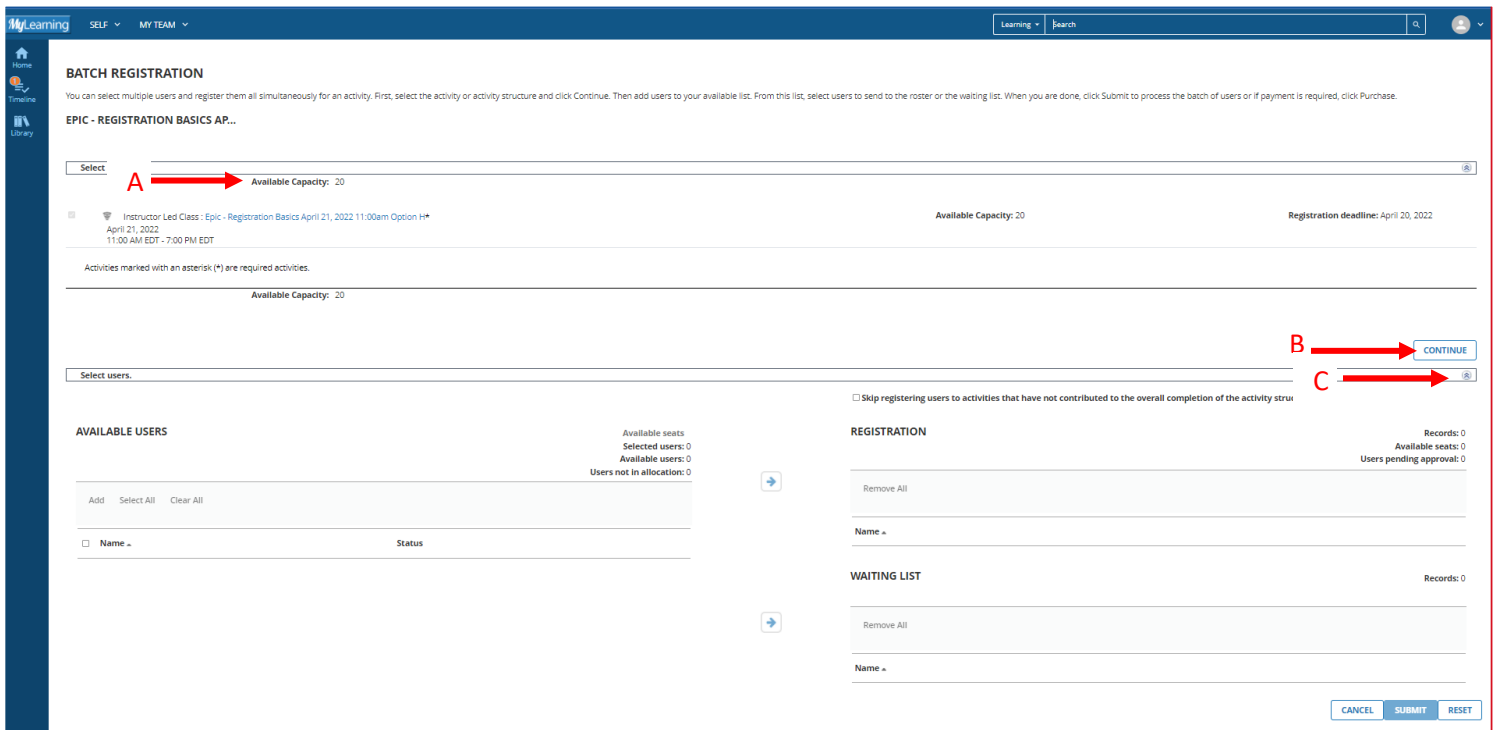 MyLearning SELF MY TEAM Learning Search
Home
1
Timeline
Library
BATCH REGISTRATION
You can select multiple users and register them all simultaneously for an activity. First, select the activity or activity structure and click Continue. Then add users to your available list. From this list, select users to send to the roster or the waiting list. When you are done, click Submit to process the batch of users or if payment is required, click Purchase.
EPIC - REGISTRATION BASICS AP...
Select
A Available Capacity: 20
Instructor Led Class : Epic - Registration Basics April 21, 2022 11:00am Option H* Available Capacity: 20 Registration deadline: April 20, 2022
April 21, 2022
11:00 AM EDT - 7:00 PM EDT
Activities marked with an asterisk (*) are required activities.
Available Capacity: 20
B CONTINUE
Select users.
C
Skip registering users to activities that have not contributed to the overall completion of the activity
AVAILABLE USERS
Available seats
Selected users: 0
Available users: 0
Users not in allocation: 0
Add Select All Clear All
Name Status
REGISTRATION
Records: 0
Available seats: 0
Users pending approval: 0
Remove All
Name
WAITING LIST Records: 0
Remove All
Name
CANCEL SUBMIT RESET